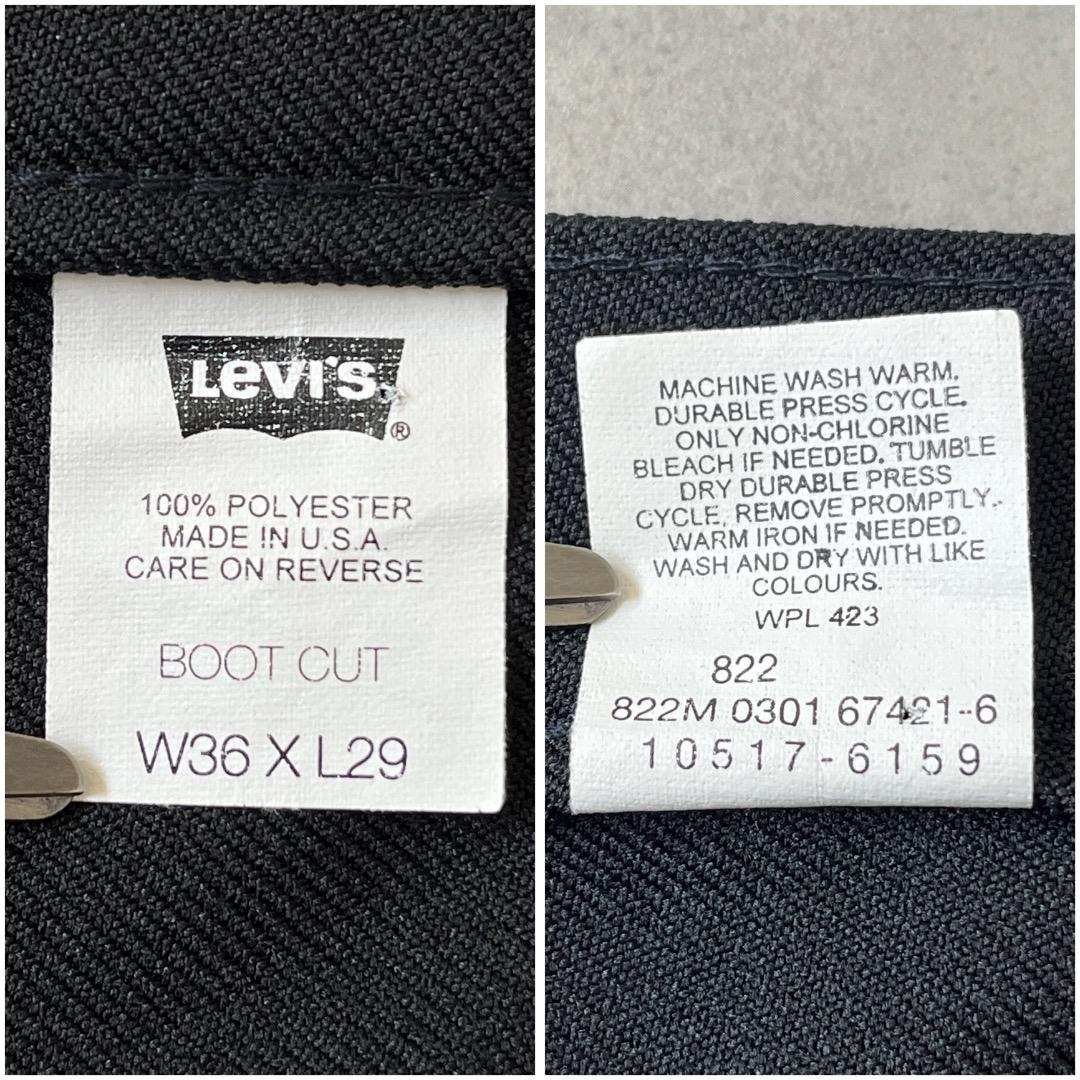 Levi's®
100% POLYESTER
MADE IN U.S.A.
CARE ON REVERSE
BOOT CUT
W36 X L29
MACHINE WASH WARM.
DURABLE PRESS CYCLE.
ONLY NON-CHLORINE
BLEACH IF NEEDED. TUMBLE
DRY DURABLE PRESS
CYCLE, REMOVE PROMPTLY.
WARM IRON IF NEEDED.
WASH AND DRY WITH LIKE
COLOURS.
WPL 423
822
822M 0301 67421-6
10517-6159